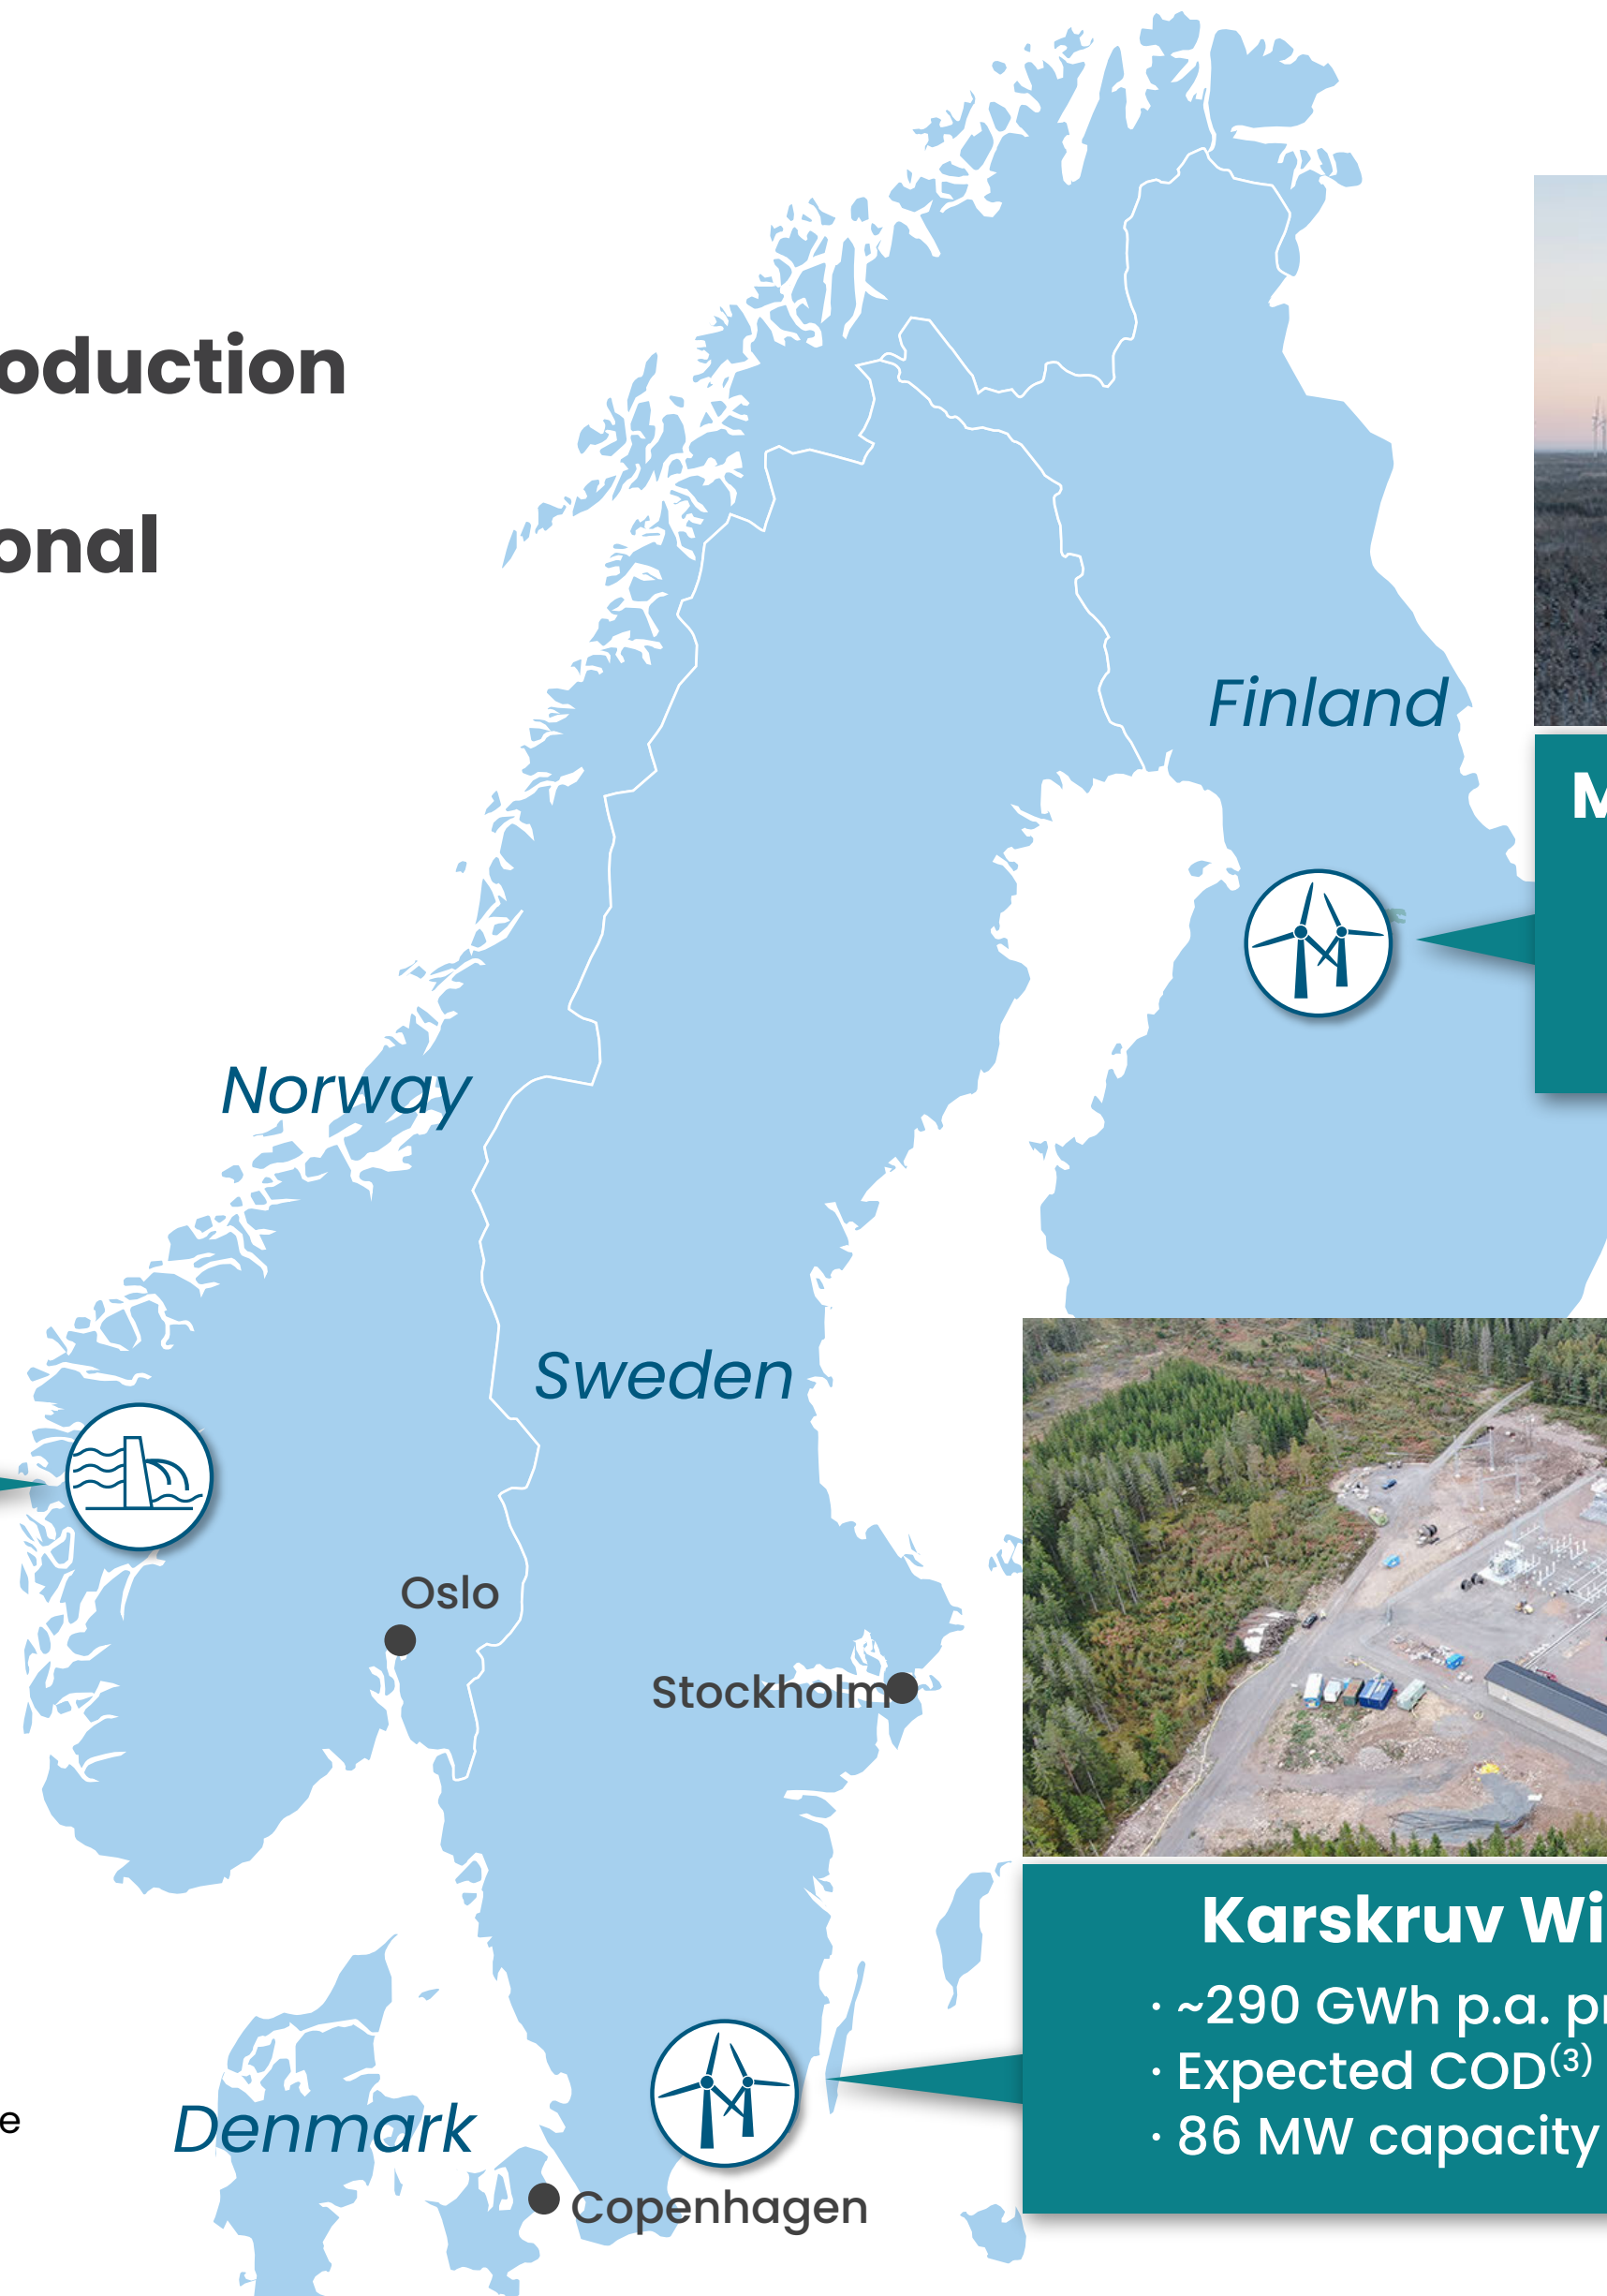 oduction
onal
Finland
M
Norway
Sweden
Oslo
Stockholm
Karskruv Wi
· ~290 GWh p.a. pr
· Expected COD(3)
· 86 MW capacity
e
Denmark
Copenhagen